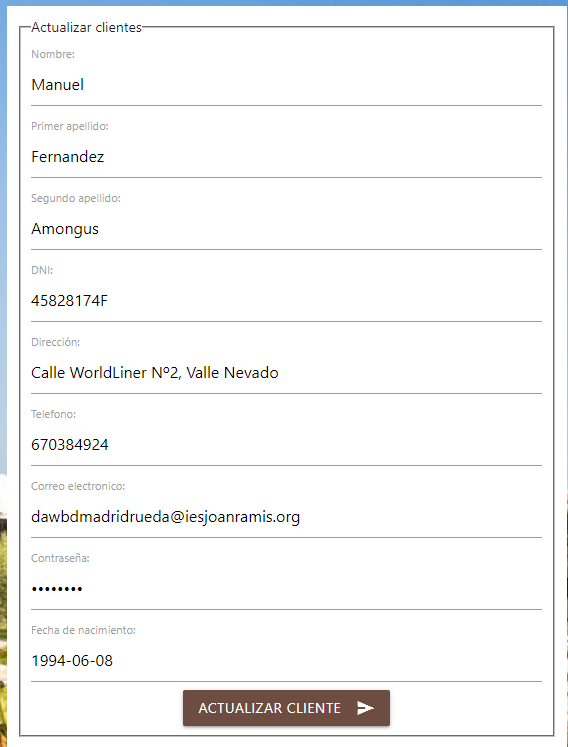 Actualizar clientes
Nombre:
Manuel
Primer apellido:
Fernandez
Segundo apellido:
Amongus
DNI:
45828174F
Dirección:
Calle WorldLiner Nº2, Valle Nevado
Telefono:
670384924
Correo electronico:
dawbdmadridrueda@iesjoanramis.org
Contraseña:
••••••••
Fecha de nacimiento:
1994-06-08
ACTUALIZAR CLIENTE